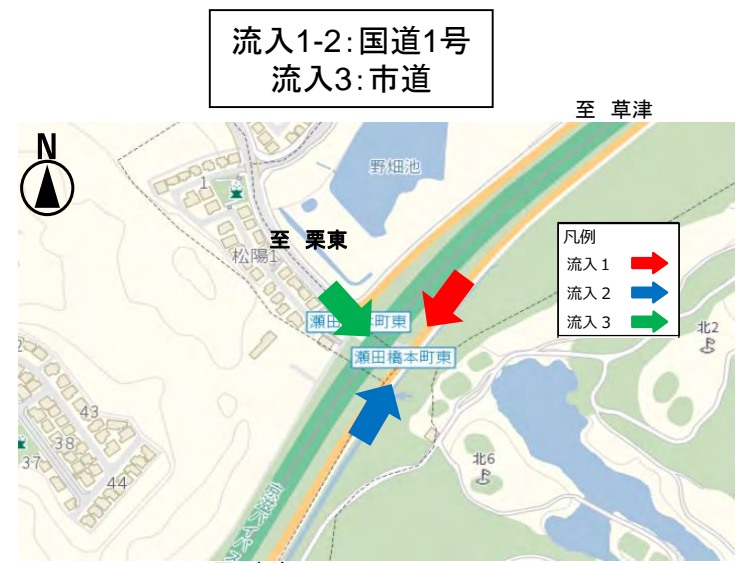 流入1-2:国道1号
流入3:市道
至 草津
N
野畑池
1
至 栗東
松陽1
凡例
流入1
流入2
流入3
瀬田
本町東
瀬田橋本町東
北2
43
38
37
44
北6